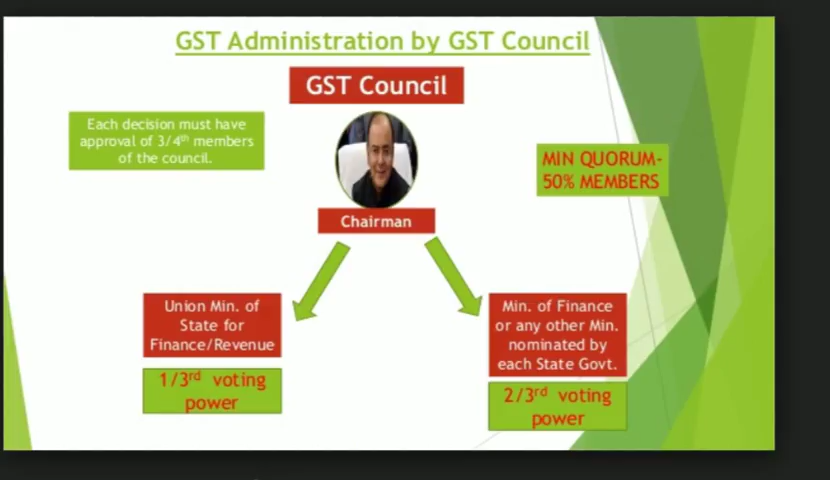 GST Administration by GST Council
GST Council
Each decision must have
approval of 3/4th members
of the council.
MIN QUORUM-
50% MEMBERS
Chairman
Union Min. of
State for
Finance/Revenue
1/3rd voting
power
Min. of Finance
or any other Min.
nominated by
each State Govt.
2/3rd voting
power